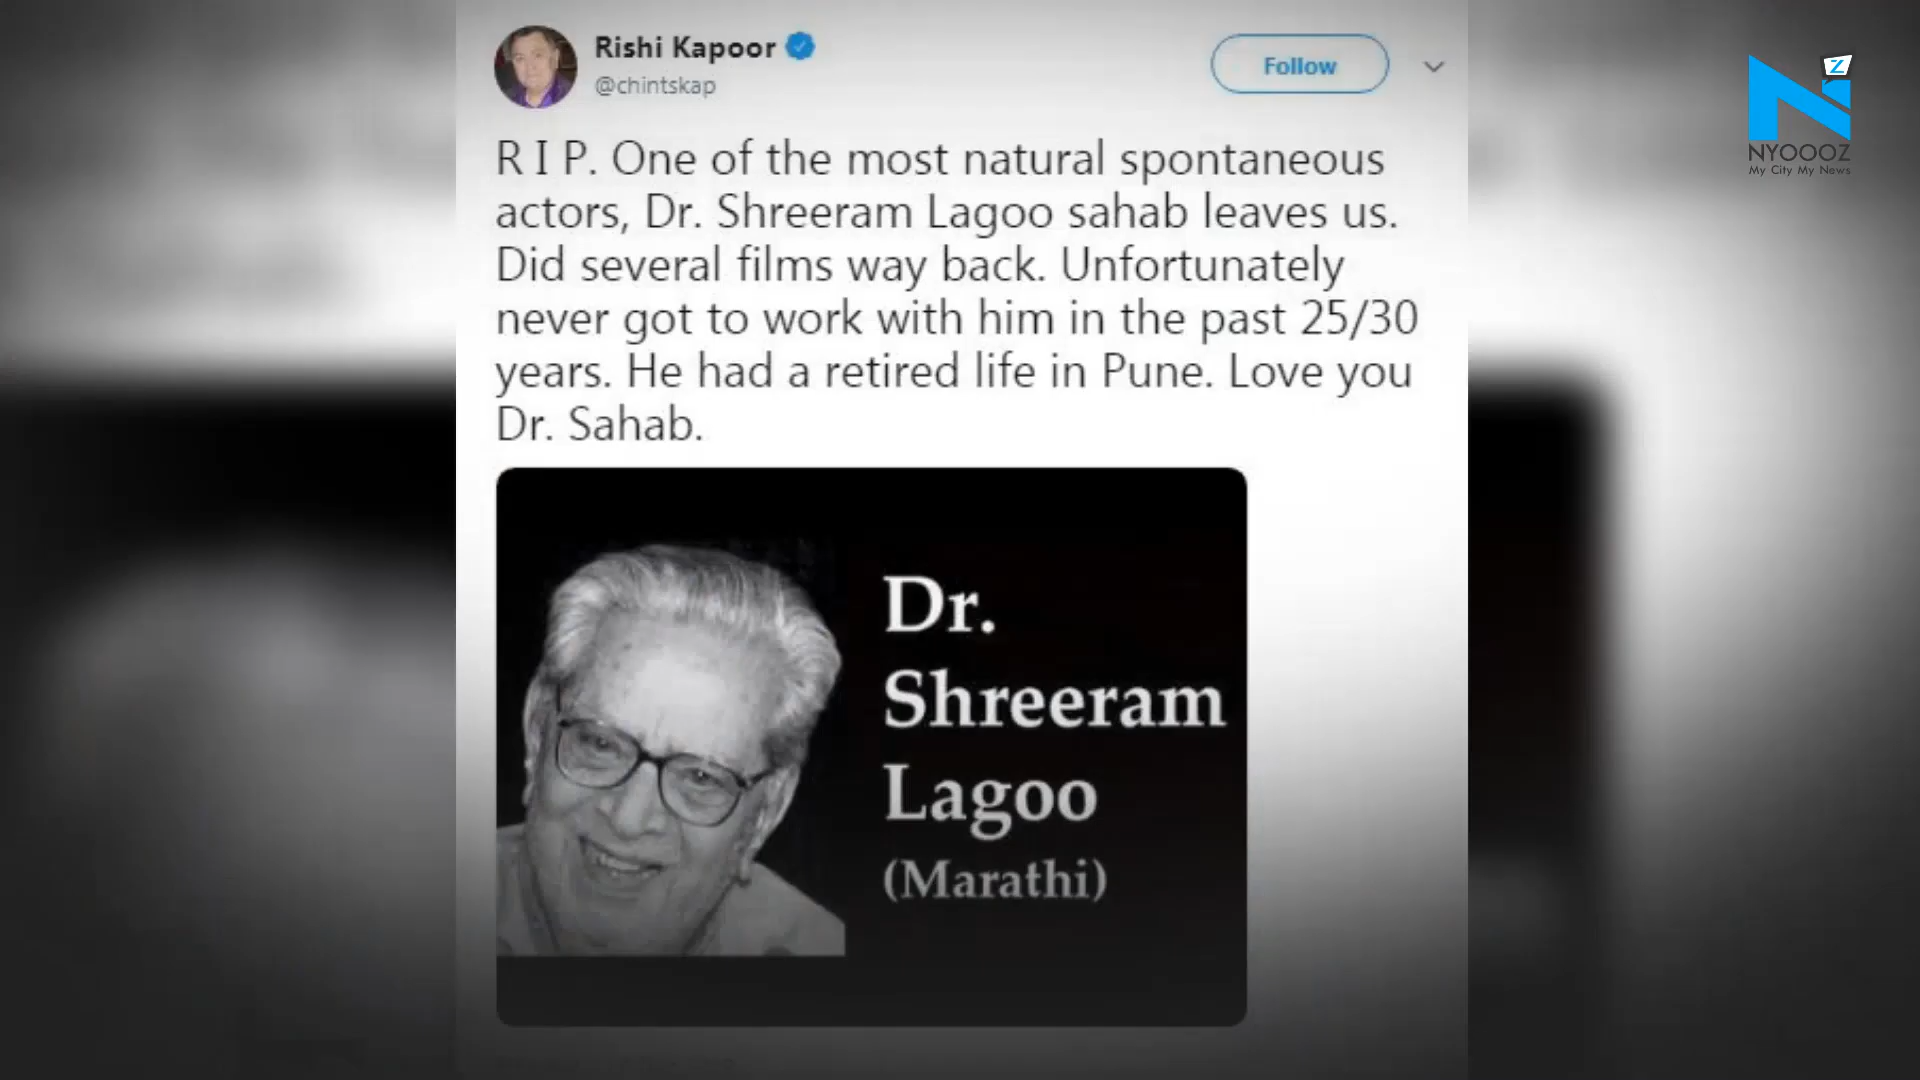 Rishi Kapoor
@chintskap
Follow
R I P. One of the most natural spontaneous
actors, Dr. Shreeram Lagoo sahab leaves us.
Did several films way back. Unfortunately
never got to work with him in the past 25/30
years. He had a retired life in Pune. Love you
Dr. Sahab.
Dr.
Shreeram
Lagoo
(Marathi)
Z
NYOOOZ
My City My News